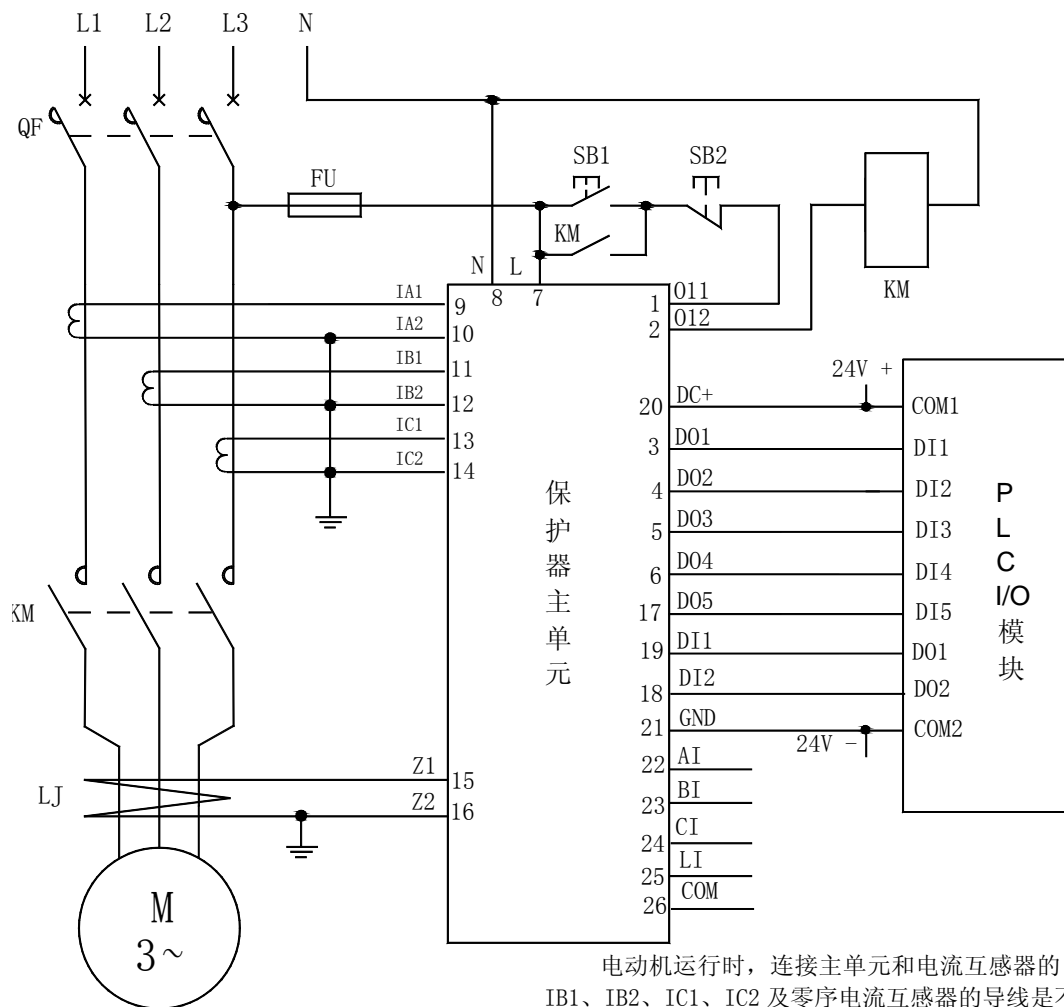 L1 L2 L3 N
QF
FU
SB1 SB2
KM
N L
8 7
KM
IA1 9
IA2 10
IB1 11
IB2 12
IC1 13
IC2 14
1 O11
2 O12
24V +
20 DC+ COM1
3 DO1 DI1
4 DO2 DI2
5 DO3 DI3
6 DO4 DI4
17 DO5 DI5
19 DI1 DO1
18 DI2 DO2
21 GND COM2
24V -
22 AI
23 BI
24 CI
25 LI
26 COM
保护器主单元
PLC
I/O
模块
KM
LJ
Z1 15
Z2 16
M
3~
电动机运行时，连接主单元和电流互感器的
IB1、IB2、IC1、IC2 及零序电流互感器的导线是